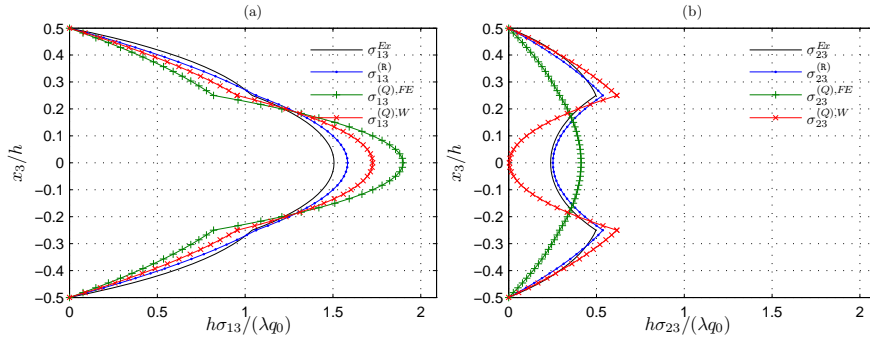 (a)
0.5
0.4
0.3
0.2
0.1
0
−0.1
−0.2
−0.3
−0.4
−0.5
x₃/h
σ₁₃^Ex
σ₁₃^(R)
σ₁₃^(Q),FE
σ₁₃^(Q),W
0 0.5 1 1.5 2
hσ₁₃/(λq₀)
(b)
0.5
0.4
0.3
0.2
0.1
0
−0.1
−0.2
−0.3
−0.4
−0.5
x₃/h
σ₂₃^Ex
σ₂₃^(R)
σ₂₃^(Q),FE
σ₂₃^(Q),W
0 0.5 1 1.5 2
hσ₂₃/(λq₀)